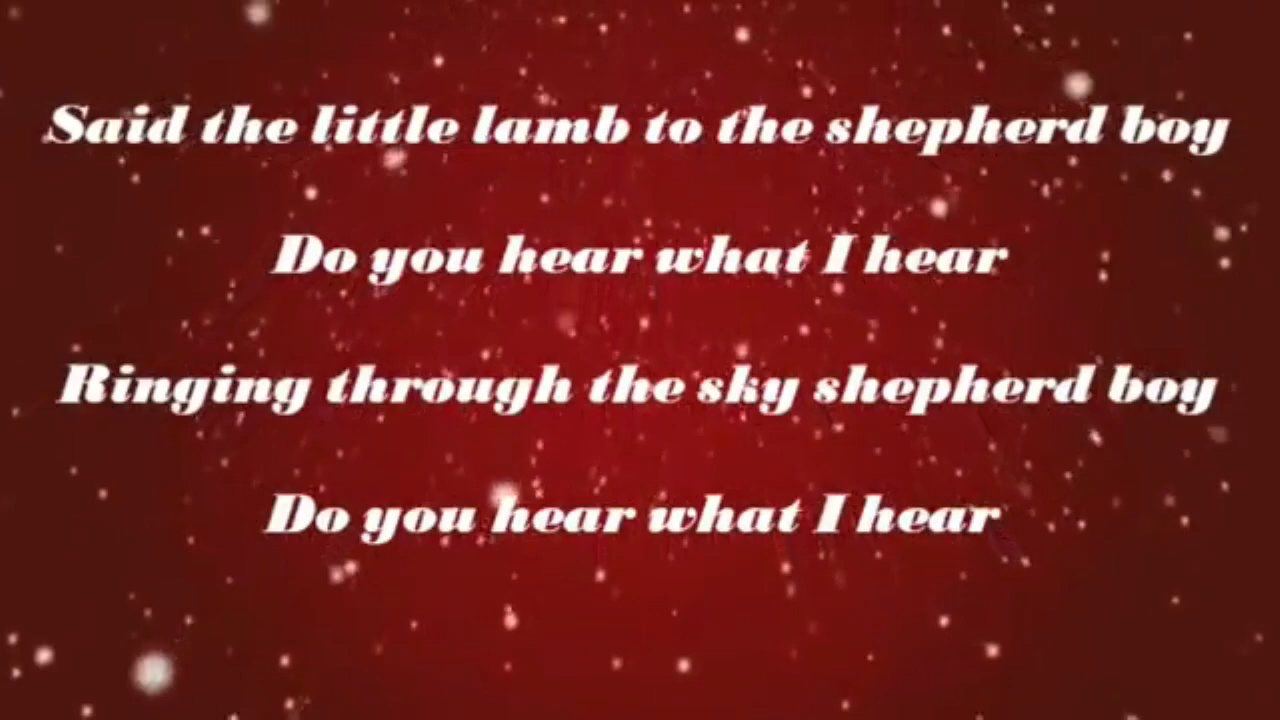 Said the little lamb to the shepherd boy
Do you hear what I hear
Ringing through the sky shepherd boy
Do you hear what I hear